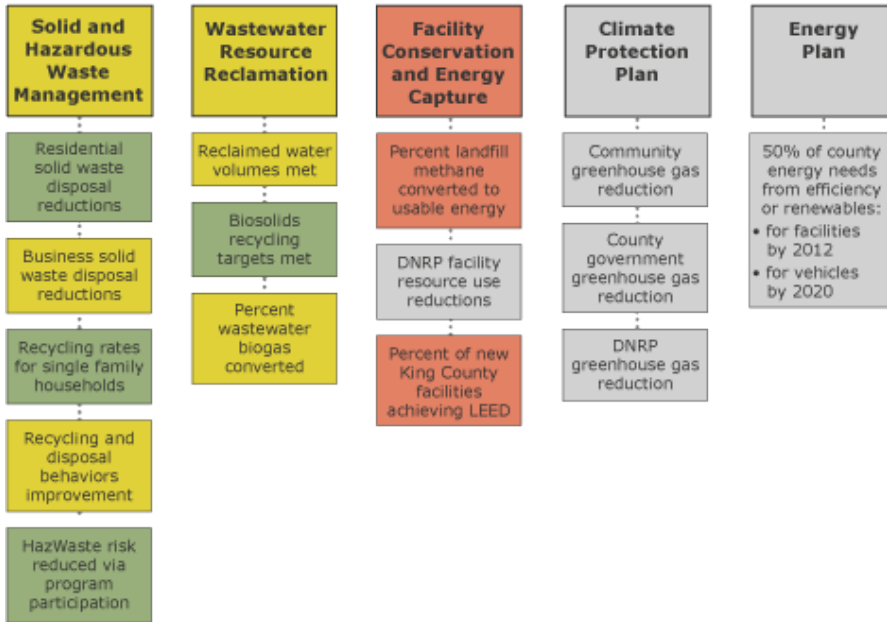 Solid and
Hazardous
Waste
Management
Residential
solid waste
disposal
reductions
Business solid
waste disposal
reductions
Recycling rates
for single family
households
Recycling and
disposal
behaviors
improvement
HazWaste risk
reduced via
program
participation
Wastewater
Resource
Reclamation
Reclaimed water
volumes met
Biosolids
recycling
targets met
Percent
wastewater
biogas
converted
Facility
Conservation
and Energy
Capture
Percent landfill
methane
converted to
usable energy
DNRP facility
resource use
reductions
Percent of new
King County
facilities
achieving LEED
Climate
Protection
Plan
Community
greenhouse gas
reduction
County
government
greenhouse gas
reduction
DNRP
greenhouse gas
reduction
Energy
Plan
50% of county
energy needs
from efficiency
or renewables:
• for facilities
by 2012
• for vehicles
by 2020